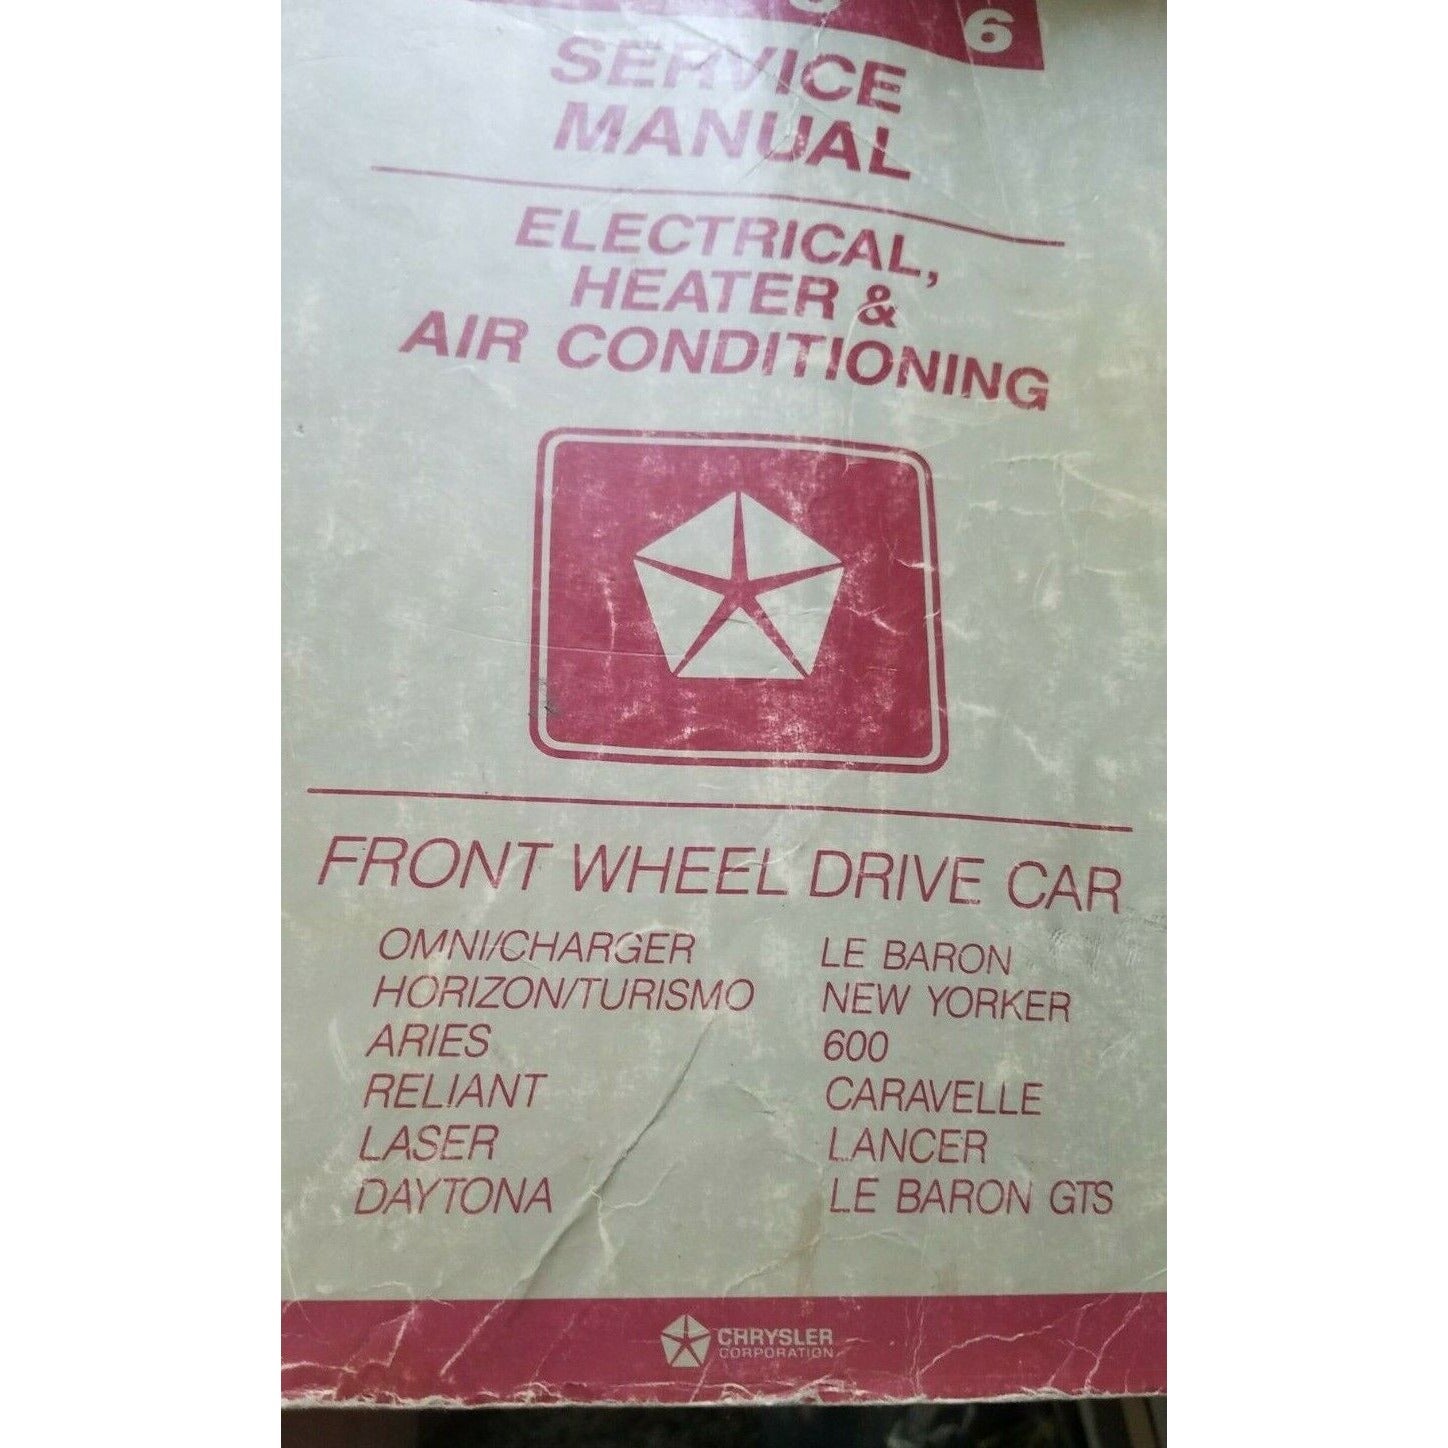 6
SERVICE
MANUAL
ELECTRICAL,
HEATER &
AIR CONDITIONING
FRONT WHEEL DRIVE CAR
OMNI/CHARGER
HORIZON/TURISMO
ARIES
RELIANT
LASER
DAYTONA
LE BARON
NEW YORKER
600
CARAVELLE
LANCER
LE BARON GTS
CHRYSLER
CORPORATION